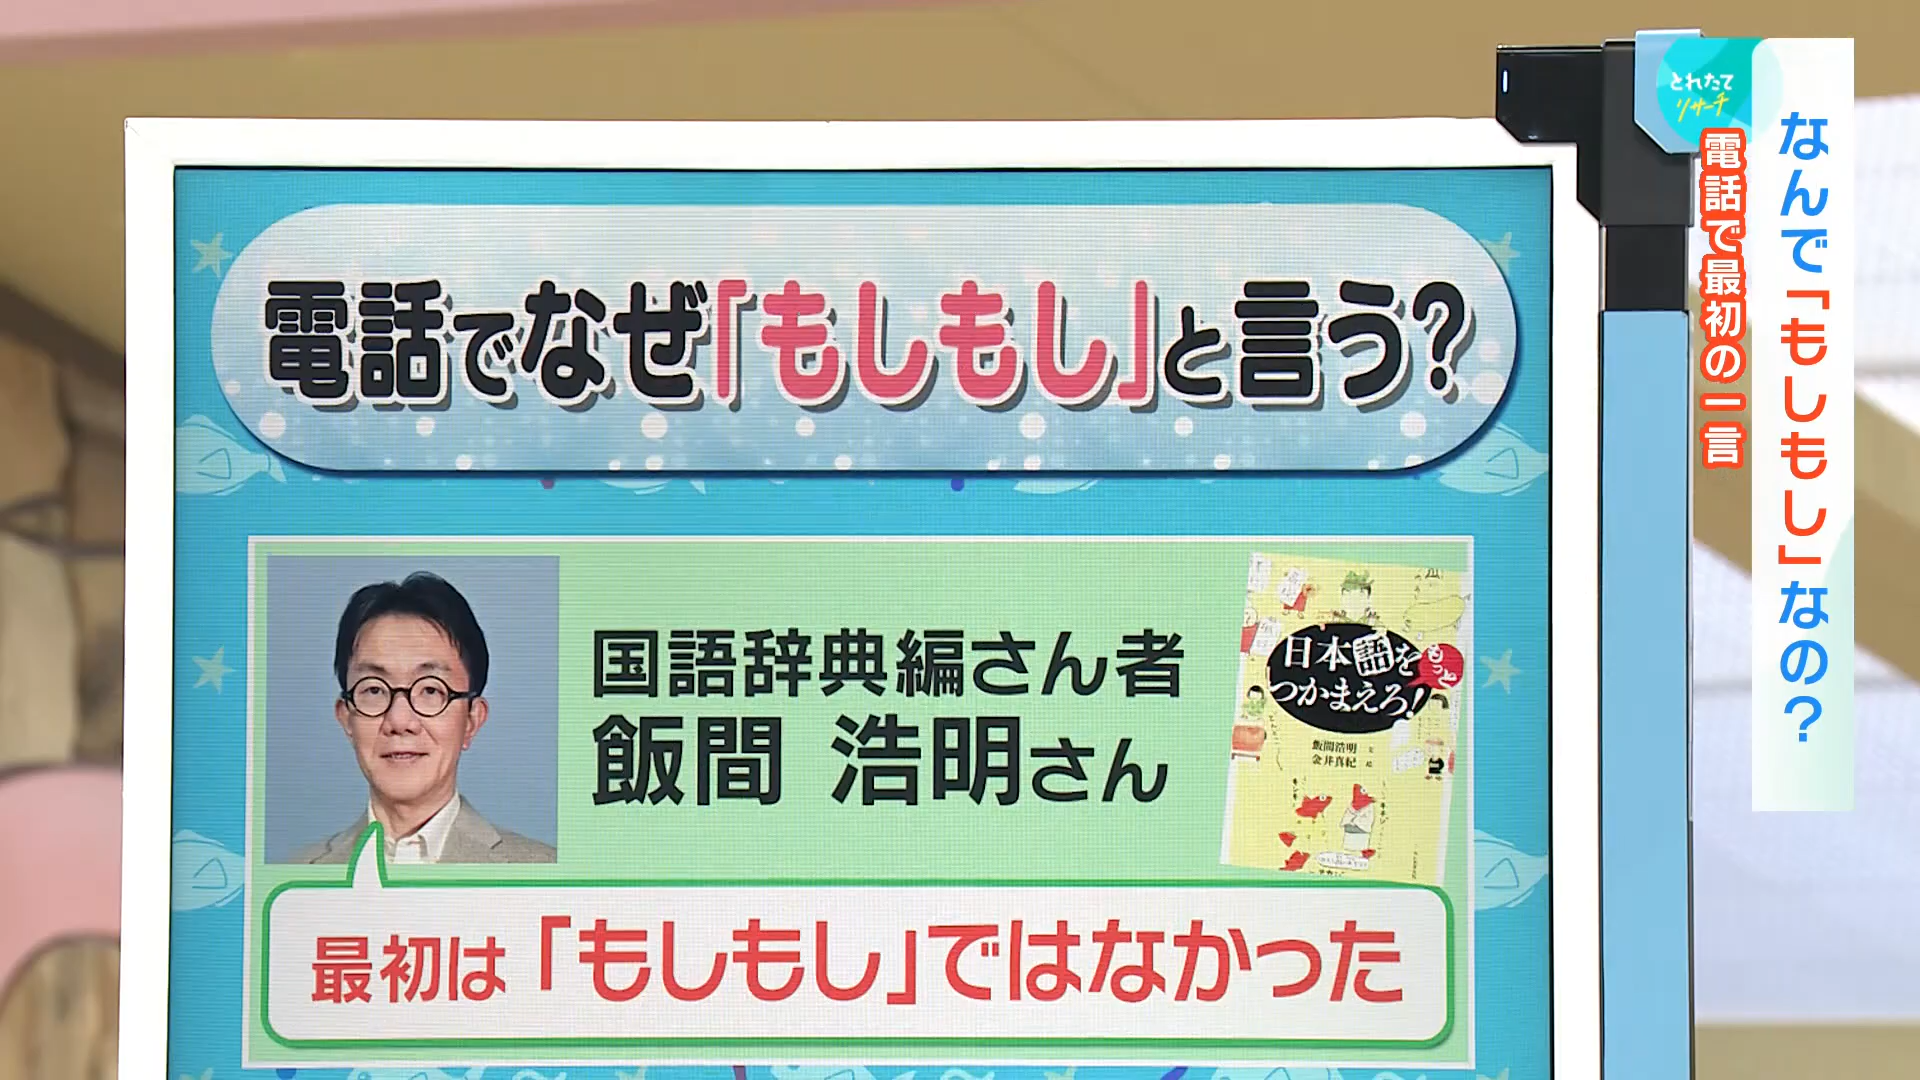 とれたて
リサーチ
電話で最初の一言
なんで「もしもし」なの？
電話でなぜ「もしもし」と言う？
国語辞典編さん者
飯間 浩明さん
日本語を
もっと
つかまえろ！
飯間浩明 文
金井真紀 絵
最初は「もしもし」ではなかった